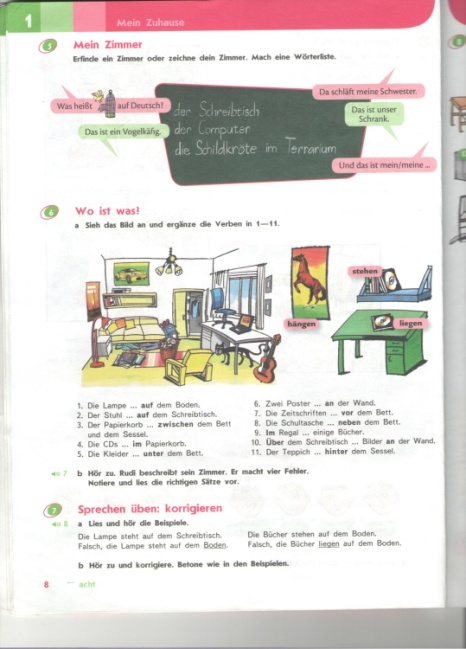 1 Mein Zuhause
5 Mein Zimmer
Erfinde ein Zimmer oder zeichne dein Zimmer. Mach eine Wörterliste.
Was heißt auf Deutsch?
Das ist ein Vogelkäfig.
der Schreibtisch
der Computer
die Schildkröte im Terrarium
Da schläft meine Schwester.
Das ist unser
Schrank.
Und das ist mein/meine ...
6 Wo ist was?
a Sieh das Bild an und ergänze die Verben in 1—11.
stehen
hängen
liegen
1. Die Lampe ... auf dem Boden.
2. Der Stuhl ... auf dem Schreibtisch.
3. Der Papierkorb ... zwischen dem Bett
und dem Sessel.
4. Die CDs ... im Papierkorb.
5. Die Kleider ... unter dem Bett.
6. Zwei Poster ... an der Wand.
7. Die Zeitschriften ... vor dem Bett.
8. Die Schultasche ... neben dem Bett.
9. Im Regal ... einige Bücher.
10. Über dem Schreibtisch ... Bilder an der Wand.
11. Der Teppich ... hinter dem Sessel.
7 b Hör zu. Rudi beschreibt sein Zimmer. Er macht vier Fehler.
Notiere und lies die richtigen Sätze vor.
7 Sprechen üben: korrigieren
8 a Lies und hör die Beispiele.
Die Lampe steht auf dem Schreibtisch.
Falsch, die Lampe steht auf dem Boden.
Die Bücher stehen auf dem Boden.
Falsch, die Bücher liegen auf dem Boden.
b Hör zu und korrigiere. Betone wie in den Beispielen.
8 acht